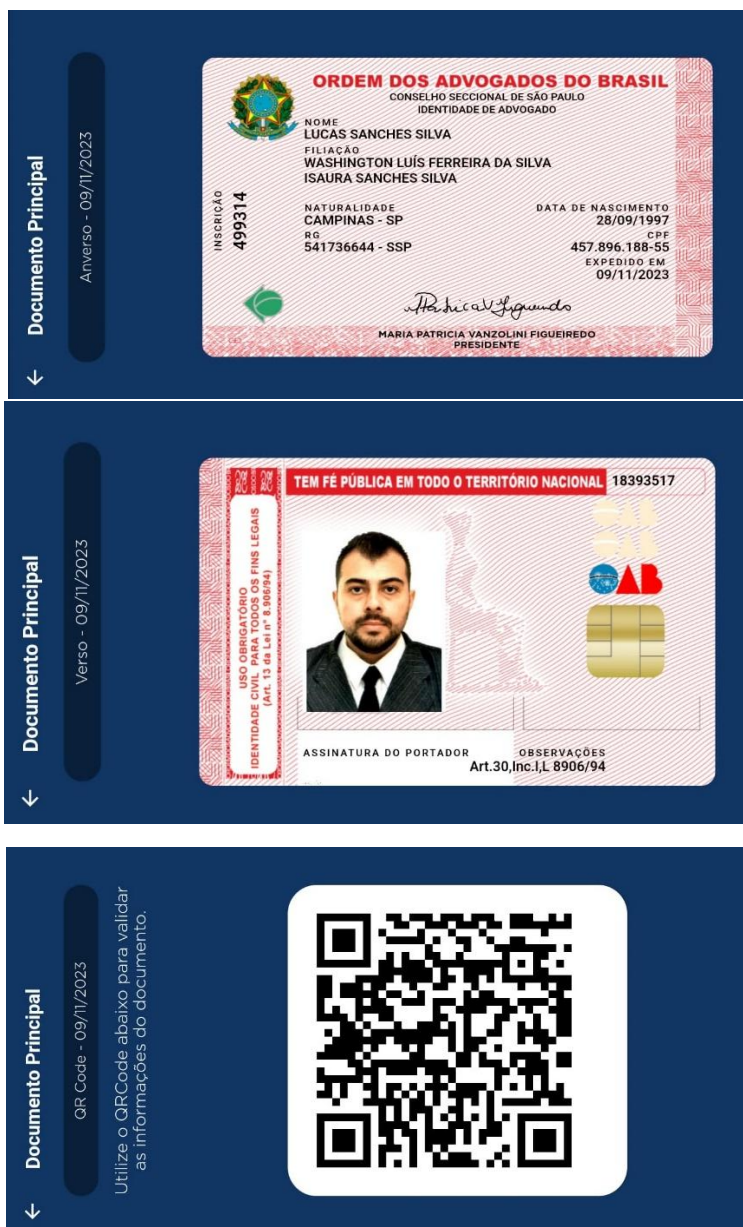 ← Documento Principal
Anverso - 09/11/2023
ORDEM DOS ADVOGADOS DO BRASIL
CONSELHO SECCIONAL DE SÃO PAULO
IDENTIDADE DE ADVOGADO
NOME
LUCAS SANCHES SILVA
FILIAÇÃO
WASHINGTON LUÍS FERREIRA DA SILVA
ISAURA SANCHES SILVA
INSCRIÇÃO
499314
NATURALIDADE
CAMPINAS - SP
DATA DE NASCIMENTO
28/09/1997
RG
541736644 - SSP
CPF
457.896.188-55
EXPEDIDO EM
09/11/2023
MARIA PATRICIA VANZOLINI FIGUEIREDO
PRESIDENTE
← Documento Principal
Verso - 09/11/2023
TEM FÉ PÚBLICA EM TODO O TERRITÓRIO NACIONAL 18393517
USO OBRIGATÓRIO
IDENTIDADE CIVIL PARA TODOS OS FINS LEGAIS
(Art. 13 da Lei nº 8.906/94)
OAB
OAB
OAB
ASSINATURA DO PORTADOR
OBSERVAÇÕES
Art.30,Inc.I,L 8906/94
← Documento Principal
QR Code - 09/11/2023
Utilize o QRCode abaixo para validar
as informações do documento.